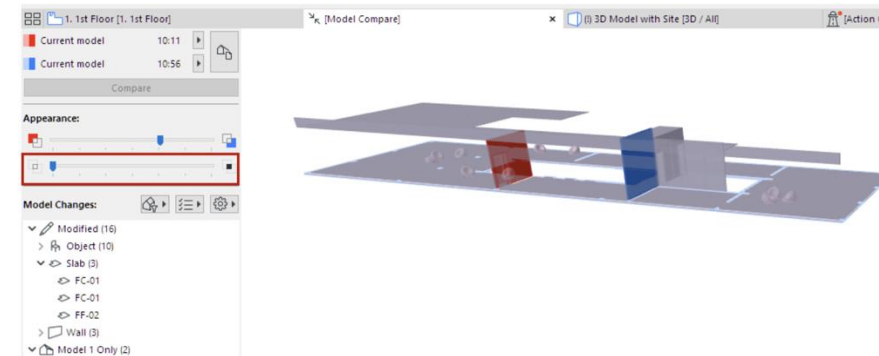 1. 1st Floor [1. 1st Floor]
[Model Compare]
(!) 3D Model with Site [3D / All]
[Action
Current model 10:11
Current model 10:56
Compare
Appearance:
Model Changes:
Modified (16)
Object (10)
Slab (3)
FC-01
FC-01
FF-02
Wall (3)
Model 1 Only (2)